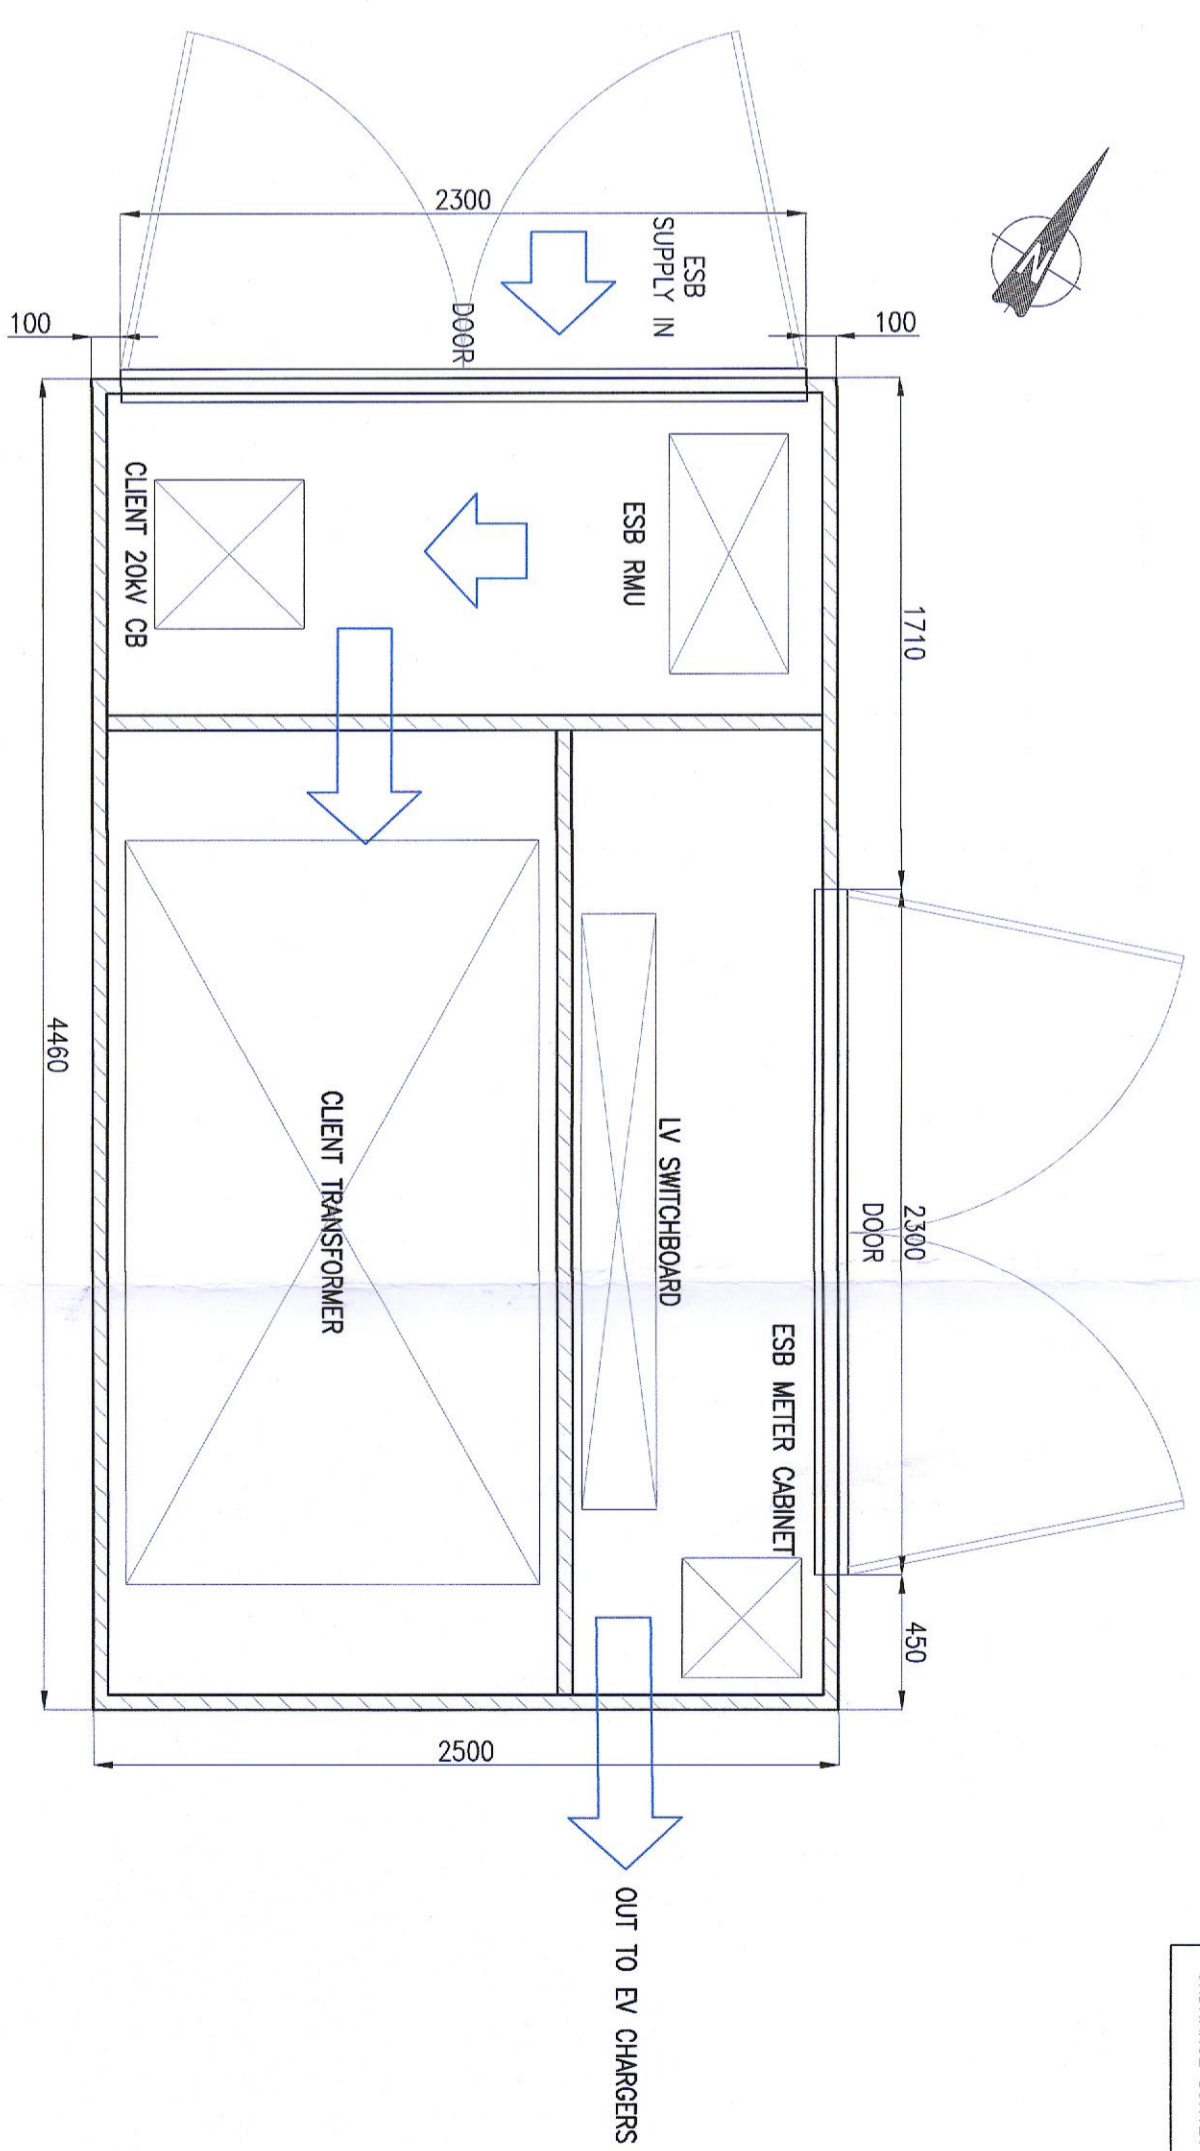 N
2300
ESB
SUPPLY IN
DOOR
100
100
ESB RMU
CLIENT 20kV CB
1710
2300
DOOR
450
LV SWITCHBOARD
ESB METER CABINET
CLIENT TRANSFORMER
4460
2500
OUT TO EV CHARGERS